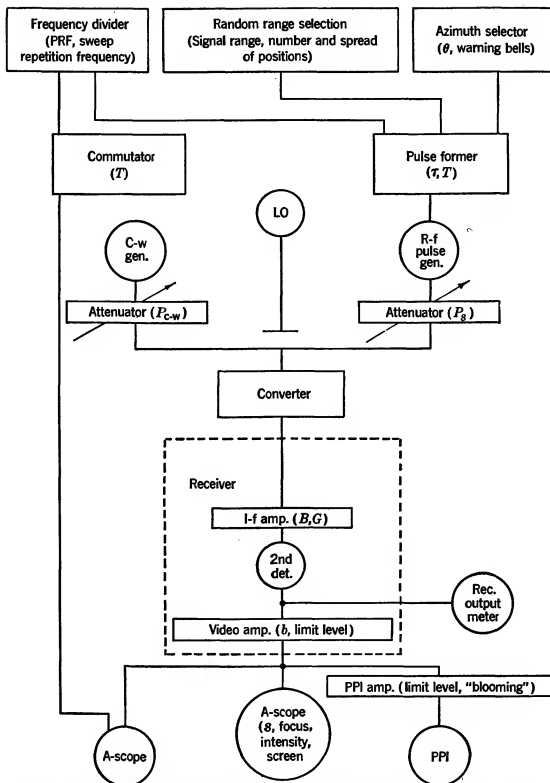 Frequency divider
(PRF, sweep
repetition frequency)
Random range selection
(Signal range, number and spread
of positions)
Azimuth selector
(θ, warning bells)
Commutator
(T)
Pulse former
(τ, T)
LO
C-w
gen.
R-f
pulse
gen.
Attenuator (Pc-w)
Attenuator (Ps)
Converter
Receiver
I-f amp. (B,G)
2nd
det.
Rec.
output
meter
Video amp. (b, limit level)
PPI amp. (limit level, "blooming")
A-scope
A-scope
(s, focus,
intensity,
screen
PPI